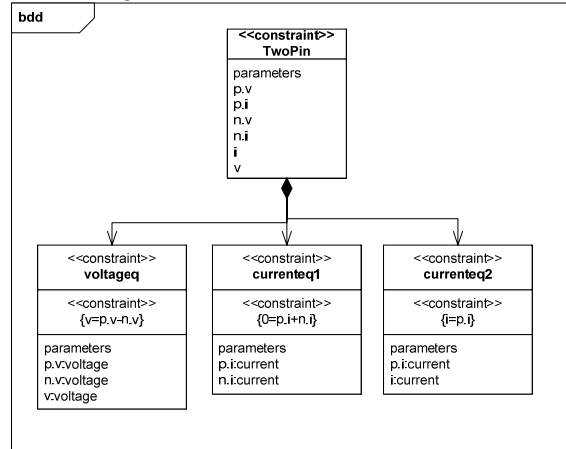 bdd
<<constraint>>
TwoPin
parameters
p.v
p.i
n.v
n.i
i
v
<<constraint>>
voltageq
<<constraint>>
{v=p.v-n.v}
parameters
p.v:voltage
n.v:voltage
v:voltage
<<constraint>>
currenteq1
<<constraint>>
{0=p.i+n.i}
parameters
p.i:current
n.i:current
<<constraint>>
currenteq2
<<constraint>>
{i=p.i}
parameters
p.i:current
i:current